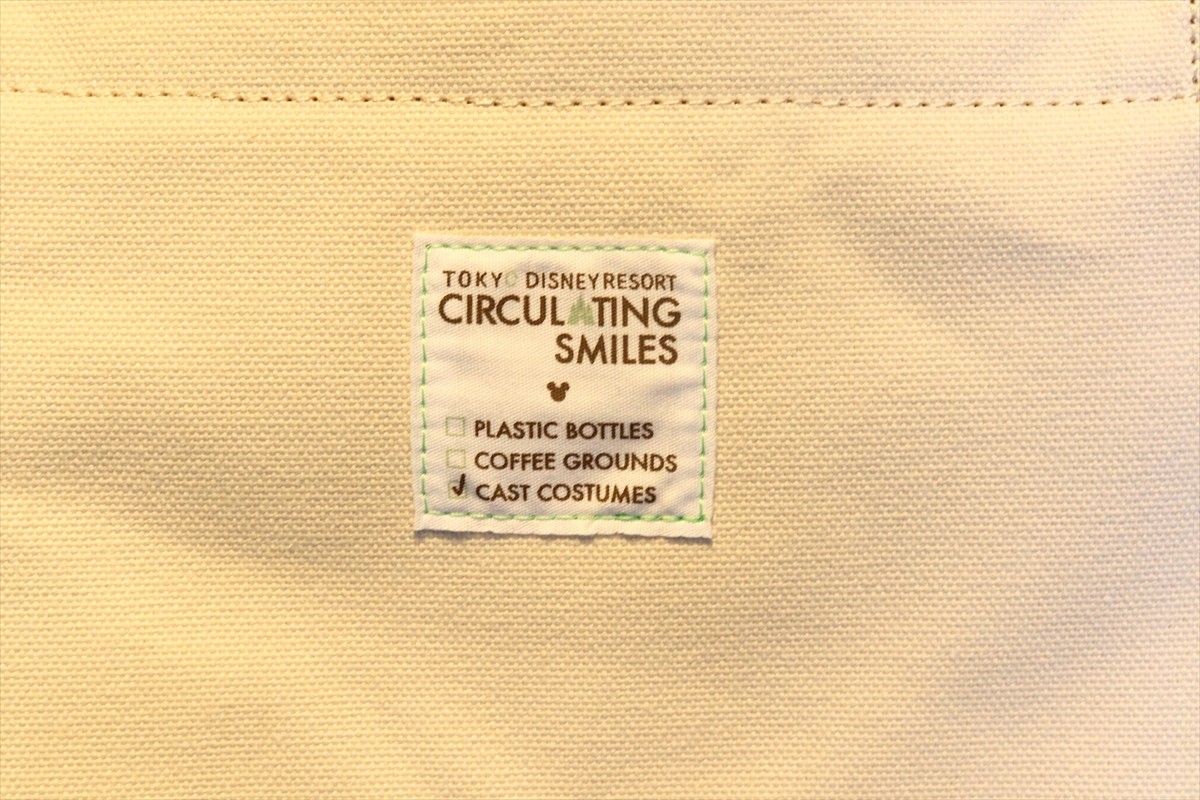 TOKYO DISNEY RESORT
CIRCULATING
SMILES
PLASTIC BOTTLES
COFFEE GROUNDS
CAST COSTUMES